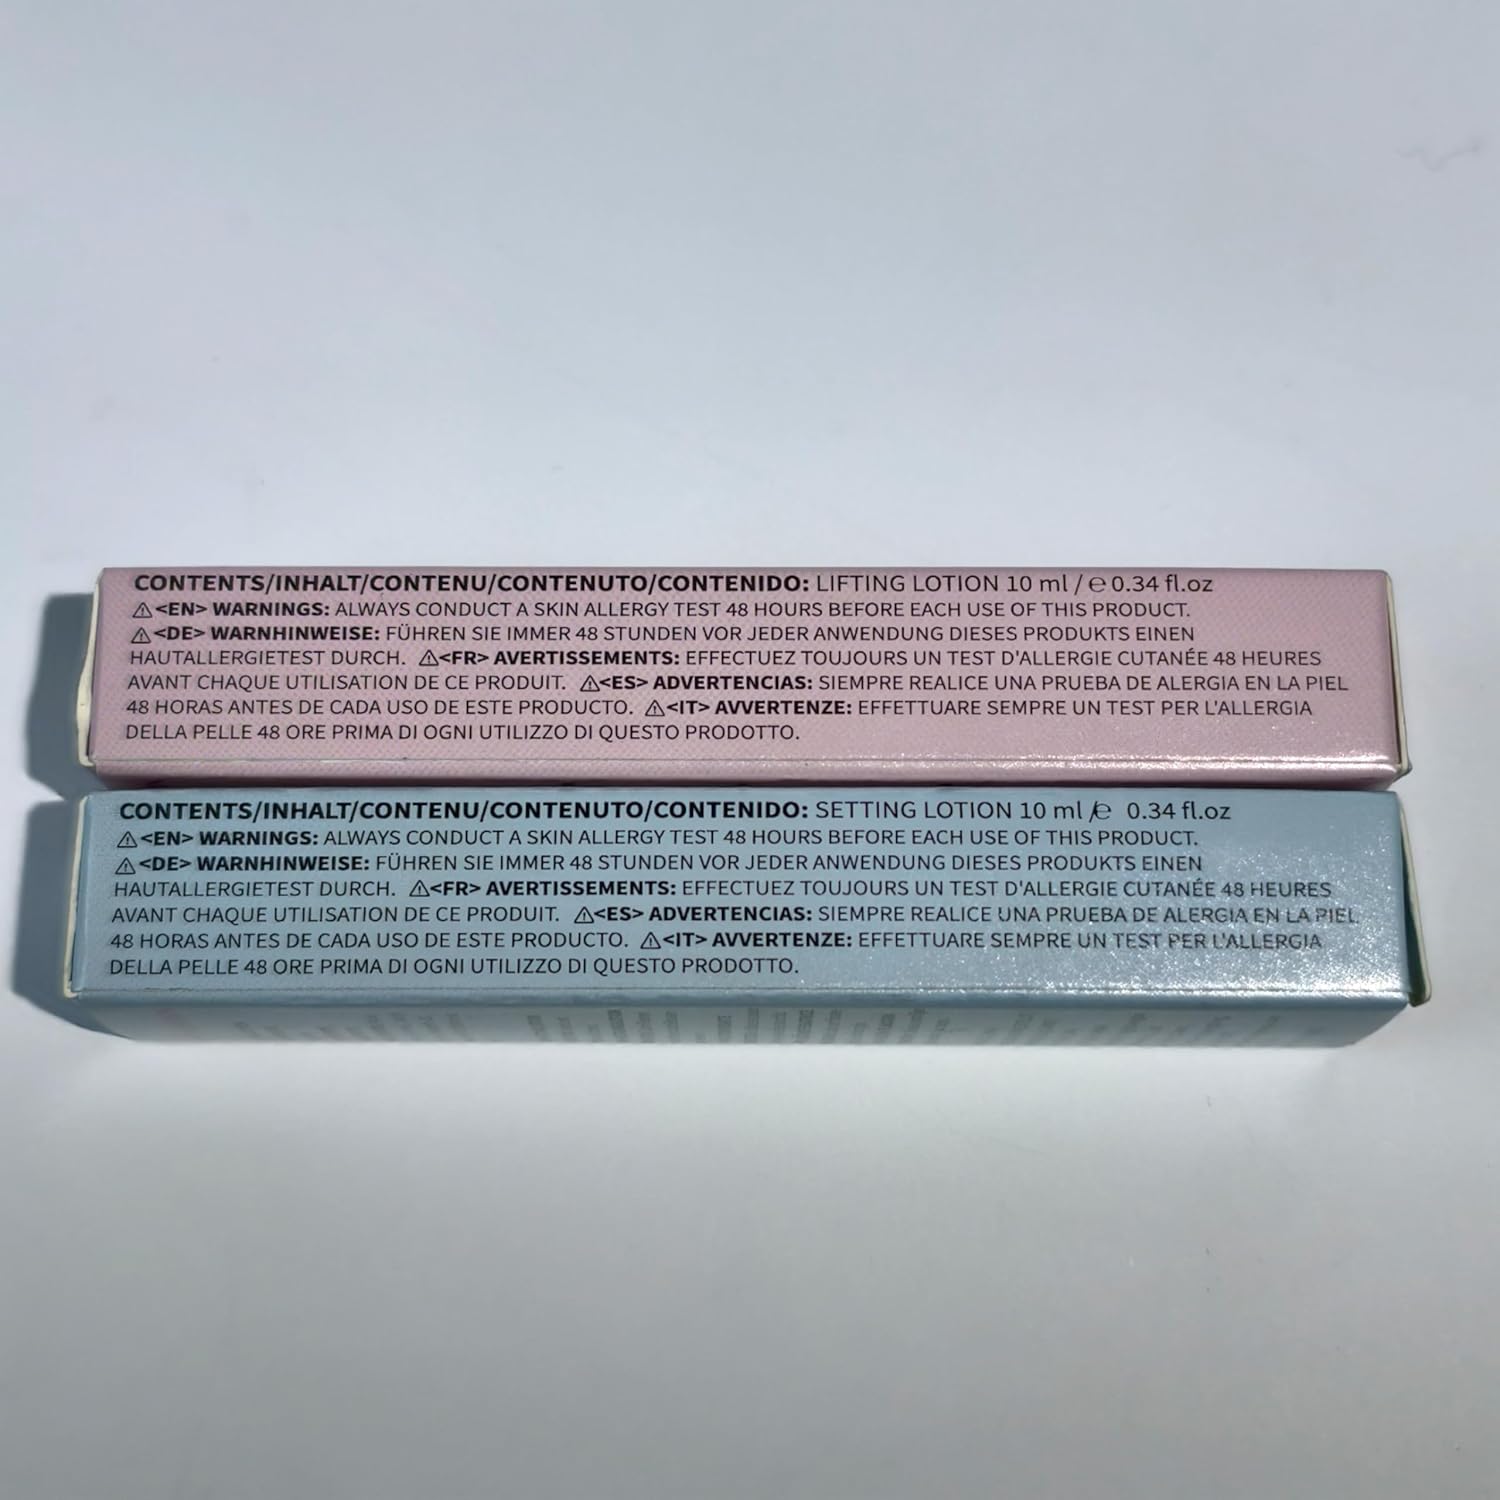 CONTENTS/INHALT/CONTENU/CONTENUTO/CONTENIDO: LIFTING LOTION 10 ml / ℮ 0.34 fl.oz
⚠<EN> WARNINGS: ALWAYS CONDUCT A SKIN ALLERGY TEST 48 HOURS BEFORE EACH USE OF THIS PRODUCT.
⚠<DE> WARNHINWEISE: FÜHREN SIE IMMER 48 STUNDEN VOR JEDER ANWENDUNG DIESES PRODUKTS EINEN
HAUTALLERGIETEST DURCH. ⚠<FR> AVERTISSEMENTS: EFFECTUEZ TOUJOURS UN TEST D'ALLERGIE CUTANÉE 48 HEURES
AVANT CHAQUE UTILISATION DE CE PRODUIT. ⚠<ES> ADVERTENCIAS: SIEMPRE REALICE UNA PRUEBA DE ALERGIA EN LA PIEL
48 HORAS ANTES DE CADA USO DE ESTE PRODUCTO. ⚠<IT> AVVERTENZE: EFFETTUARE SEMPRE UN TEST PER L'ALLERGIA
DELLA PELLE 48 ORE PRIMA DI OGNI UTILIZZO DI QUESTO PRODOTTO.
CONTENTS/INHALT/CONTENU/CONTENUTO/CONTENIDO: SETTING LOTION 10 ml /℮ 0.34 fl.oz
⚠<EN> WARNINGS: ALWAYS CONDUCT A SKIN ALLERGY TEST 48 HOURS BEFORE EACH USE OF THIS PRODUCT.
⚠<DE> WARNHINWEISE: FÜHREN SIE IMMER 48 STUNDEN VOR JEDER ANWENDUNG DIESES PRODUKTS EINEN
HAUTALLERGIETEST DURCH. ⚠<FR> AVERTISSEMENTS: EFFECTUEZ TOUJOURS UN TEST D'ALLERGIE CUTANÉE 48 HEURES
AVANT CHAQUE UTILISATION DE CE PRODUIT. ⚠<ES> ADVERTENCIAS: SIEMPRE REALICE UNA PRUEBA DE ALERGIA EN LA PIEL
48 HORAS ANTES DE CADA USO DE ESTE PRODUCTO. ⚠<IT> AVVERTENZE: EFFETTUARE SEMPRE UN TEST PER L'ALLERGIA
DELLA PELLE 48 ORE PRIMA DI OGNI UTILIZZO DI QUESTO PRODOTTO.